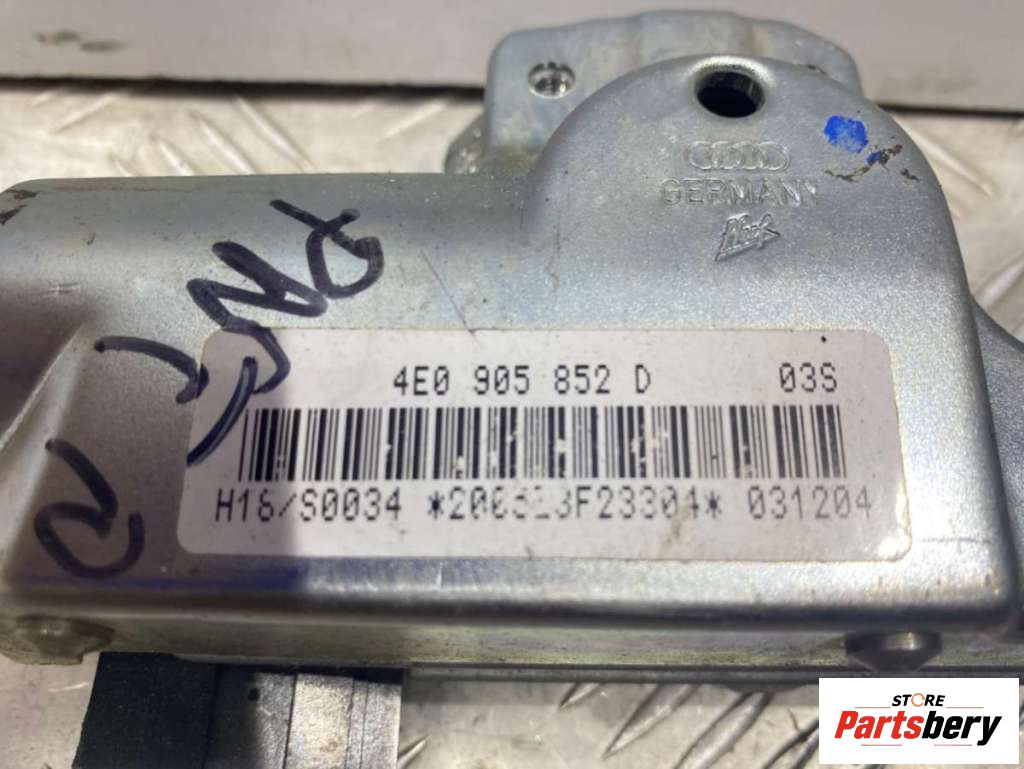 GERMANY
4E0 905 852 D 03S
H16/S0034 031204
STORE
Partsbery